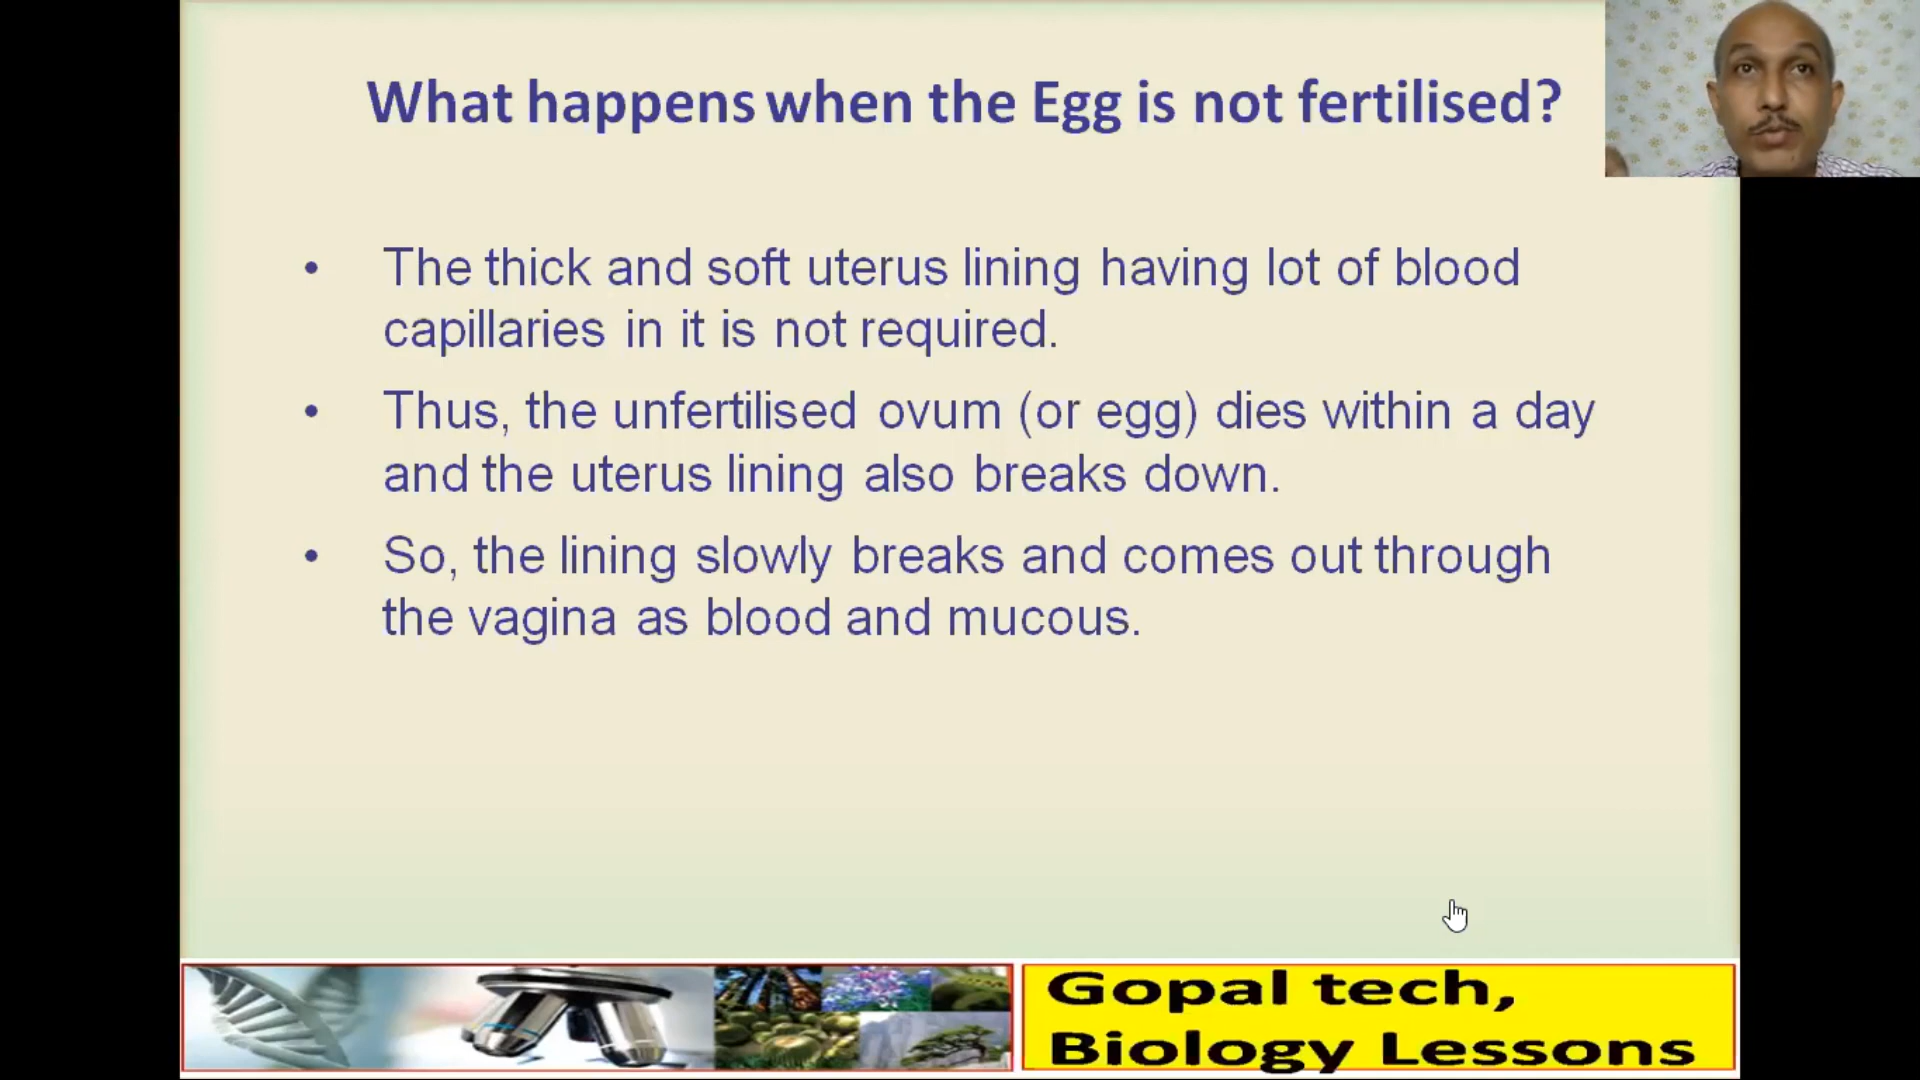 What happens when the Egg is not fertilised?
• The thick and soft uterus lining having lot of blood
capillaries in it is not required.
• Thus, the unfertilised ovum (or egg) dies within a day
and the uterus lining also breaks down.
• So, the lining slowly breaks and comes out through
the vagina as blood and mucous.
Gopal tech,
Biology Lessons